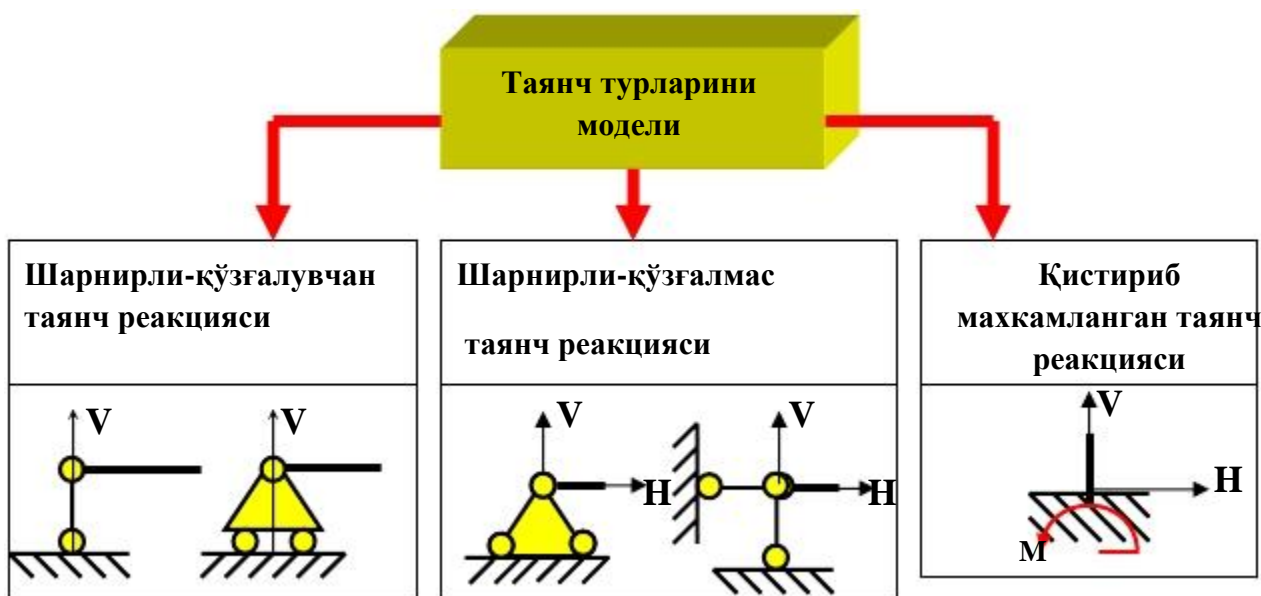 Таянч турларини
модели
Шарнирли-қўзғалувчан
таянч реакцияси
Шарнирли-қўзғалмас
таянч реакцияси
Қистириб
махкамланган таянч
реакцияси
V
V
V
H
V
H
V
H
M